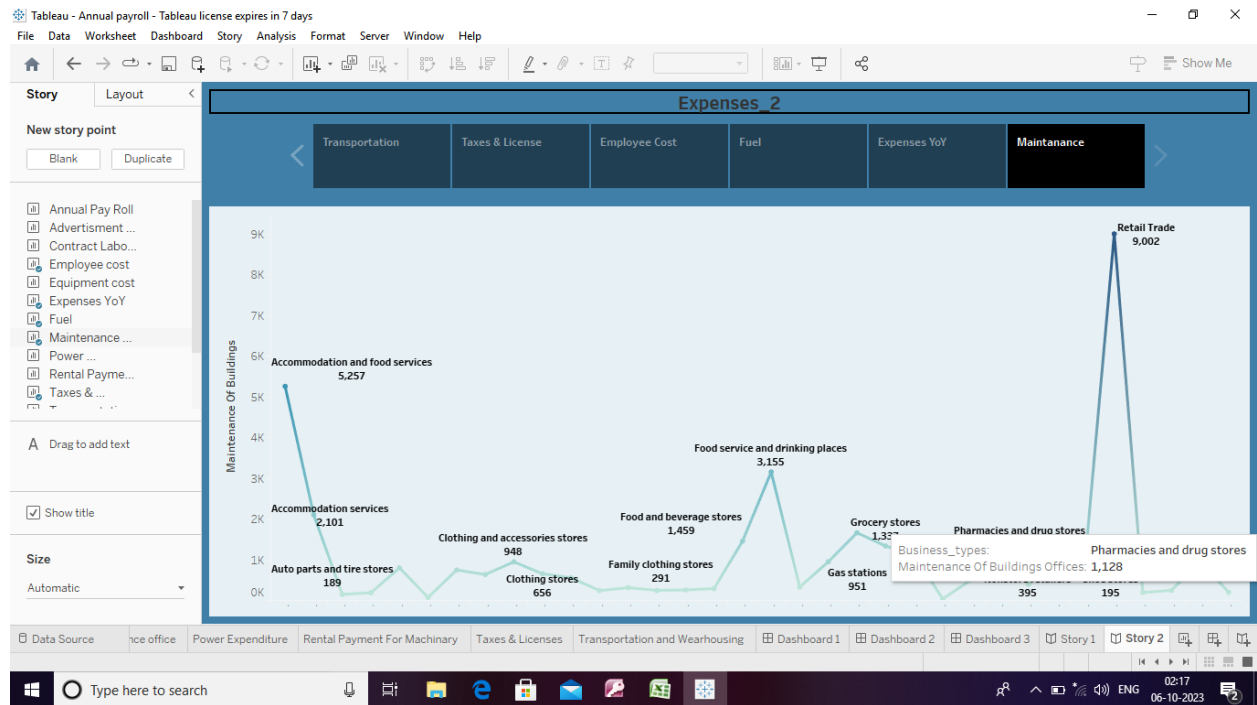 Tableau - Annual payroll - Tableau license expires in 7 days
File Data Worksheet Dashboard Story Analysis Format Server Window Help
Show Me
Story Layout
New story point
Blank Duplicate
Annual Pay Roll
Advertisment ...
Contract Labo...
Employee cost
Equipment cost
Expenses YoY
Fuel
Maintenance ...
Power ...
Rental Payme...
Taxes & ...
A Drag to add text
Show title
Size
Automatic
Expenses_2
Transportation Taxes & License Employee Cost Fuel Expenses YoY Maintanance
Maintenance Of Buildings
9K
8K
7K
6K
5K
4K
3K
2K
1K
0K
Retail Trade
9,002
Accommodation and food services
5,257
Food service and drinking places
3,155
Accommodation services
2,101
Food and beverage stores
1,459
Grocery stores
Pharmacies and drug stores
Clothing and accessories stores
948
Auto parts and tire stores
189
Clothing stores
656
Family clothing stores
291
Gas stations
951
395
195
Business_types: Pharmacies and drug stores
Maintenance Of Buildings Offices: 1,128
Data Source nce office Power Expenditure Rental Payment For Machinary Taxes & Licenses Transportation and Wearhousing Dashboard 1 Dashboard 2 Dashboard 3 Story 1 Story 2
Type here to search
ENG
02:17
06-10-2023
2